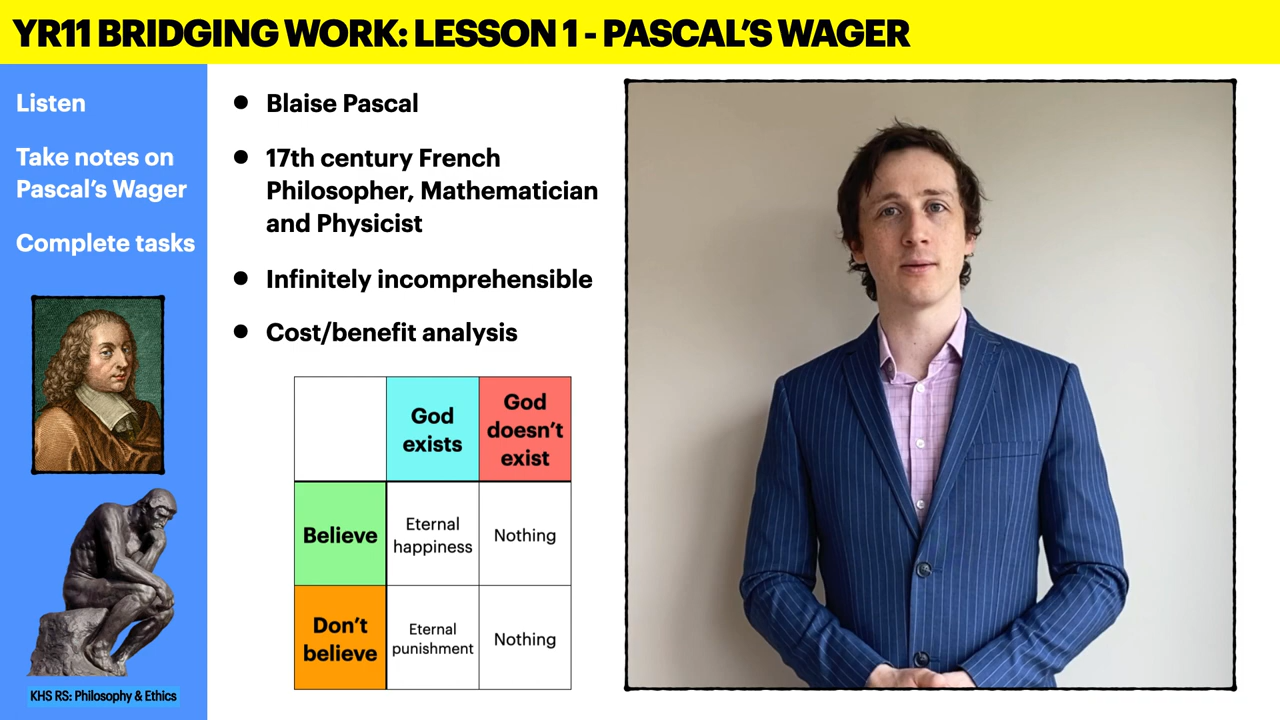 YR11 BRIDGING WORK: LESSON 1 - PASCAL'S WAGER
Listen
Take notes on
Pascal's Wager
Complete tasks
KHS RS: Philosophy & Ethics
• Blaise Pascal
• 17th century French
Philosopher, Mathematician
and Physicist
• Infinitely incomprehensible
• Cost/benefit analysis
God
exists
God
doesn't
exist
Believe
Eternal
happiness
Nothing
Don't
believe
Eternal
punishment
Nothing